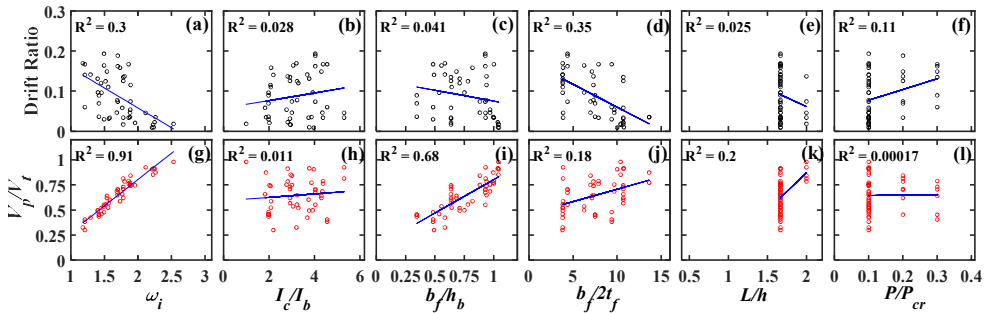 R² = 0.3 (a) R² = 0.028 (b) R² = 0.041 (c) R² = 0.35 (d) R² = 0.025 (e) R² = 0.11 (f)
0.3
0.2
0.1
0
Drift Ratio
R² = 0.91 (g) R² = 0.011 (h) R² = 0.68 (i) R² = 0.18 (j) R² = 0.2 (k) R² = 0.00017 (l)
1
0.75
0.5
0.25
0
V_p/V_t
1 1.5 2 2.5 3 0 2 4 6 0.25 0.50 0.75 1 0 5 10 15 0.5 1 1.5 2 0 0.1 0.2 0.3 0.4
ω_i I_c/I_b b_f/h_b b_f/2t_f L/h P/P_cr